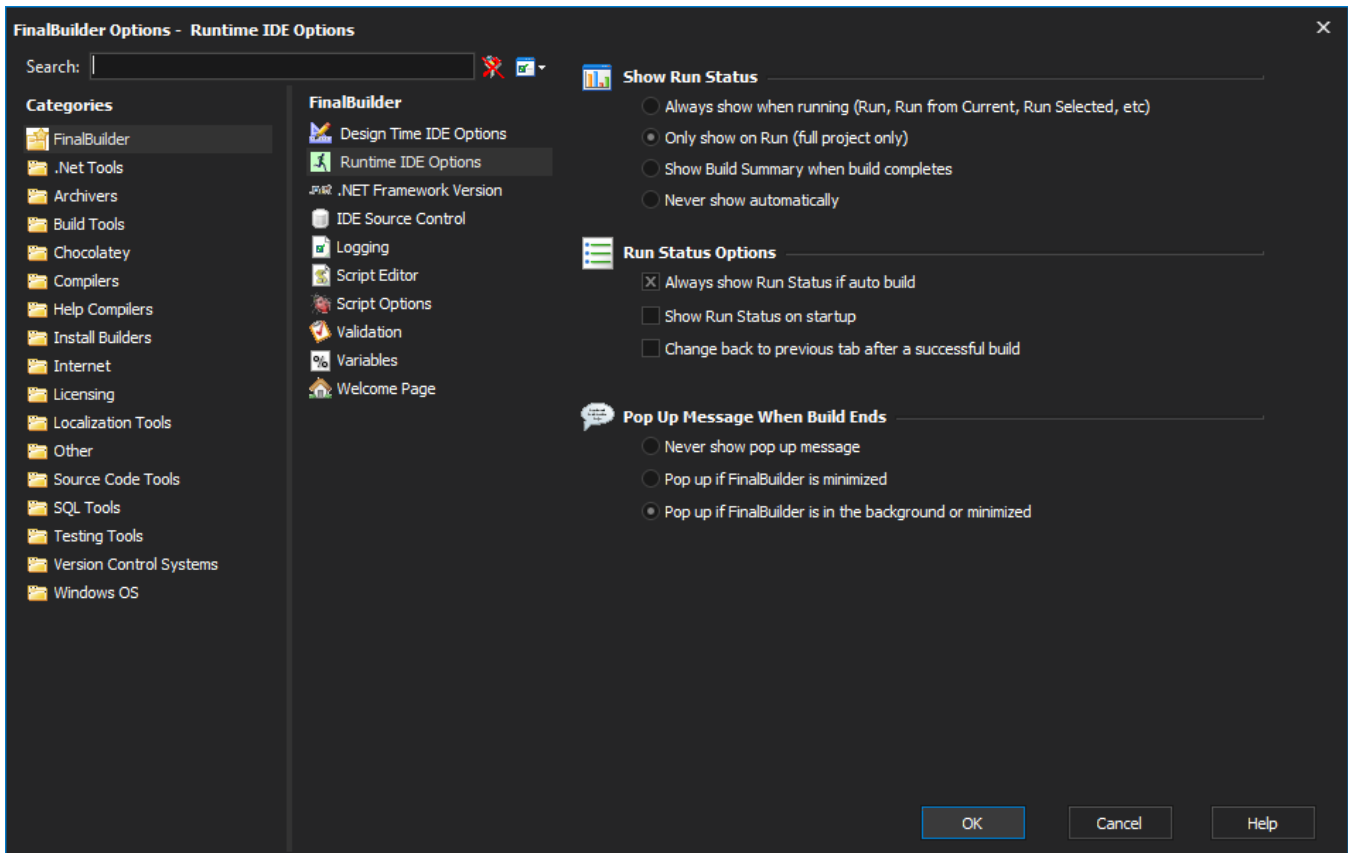 FinalBuilder Options - Runtime IDE Options
Search:
Categories
FinalBuilder
.Net Tools
Archivers
Build Tools
Chocolatey
Compilers
Help Compilers
Install Builders
Internet
Licensing
Localization Tools
Other
Source Code Tools
SQL Tools
Testing Tools
Version Control Systems
Windows OS
FinalBuilder
Design Time IDE Options
Runtime IDE Options
.NET Framework Version
IDE Source Control
Logging
Script Editor
Script Options
Validation
Variables
Welcome Page
Show Run Status
Always show when running (Run, Run from Current, Run Selected, etc)
Only show on Run (full project only)
Show Build Summary when build completes
Never show automatically
Run Status Options
Always show Run Status if auto build
Show Run Status on startup
Change back to previous tab after a successful build
Pop Up Message When Build Ends
Never show pop up message
Pop up if FinalBuilder is minimized
Pop up if FinalBuilder is in the background or minimized
OK
Cancel
Help